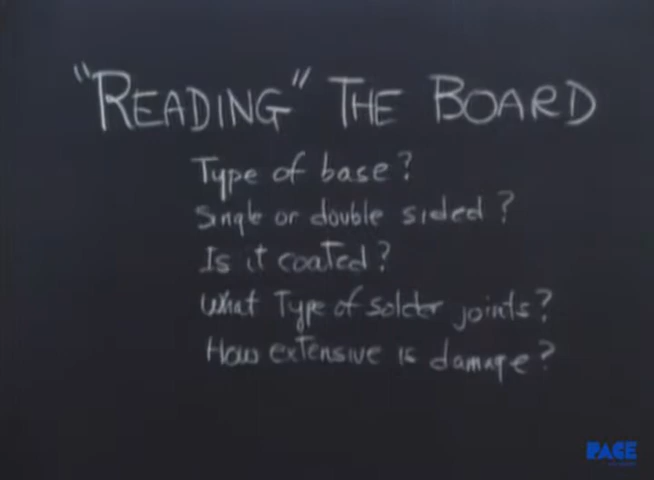 "READING" THE BOARD
Type of base?
Single or double sided?
Is it coated?
What Type of solder joints?
How extensive is damage?
PACE